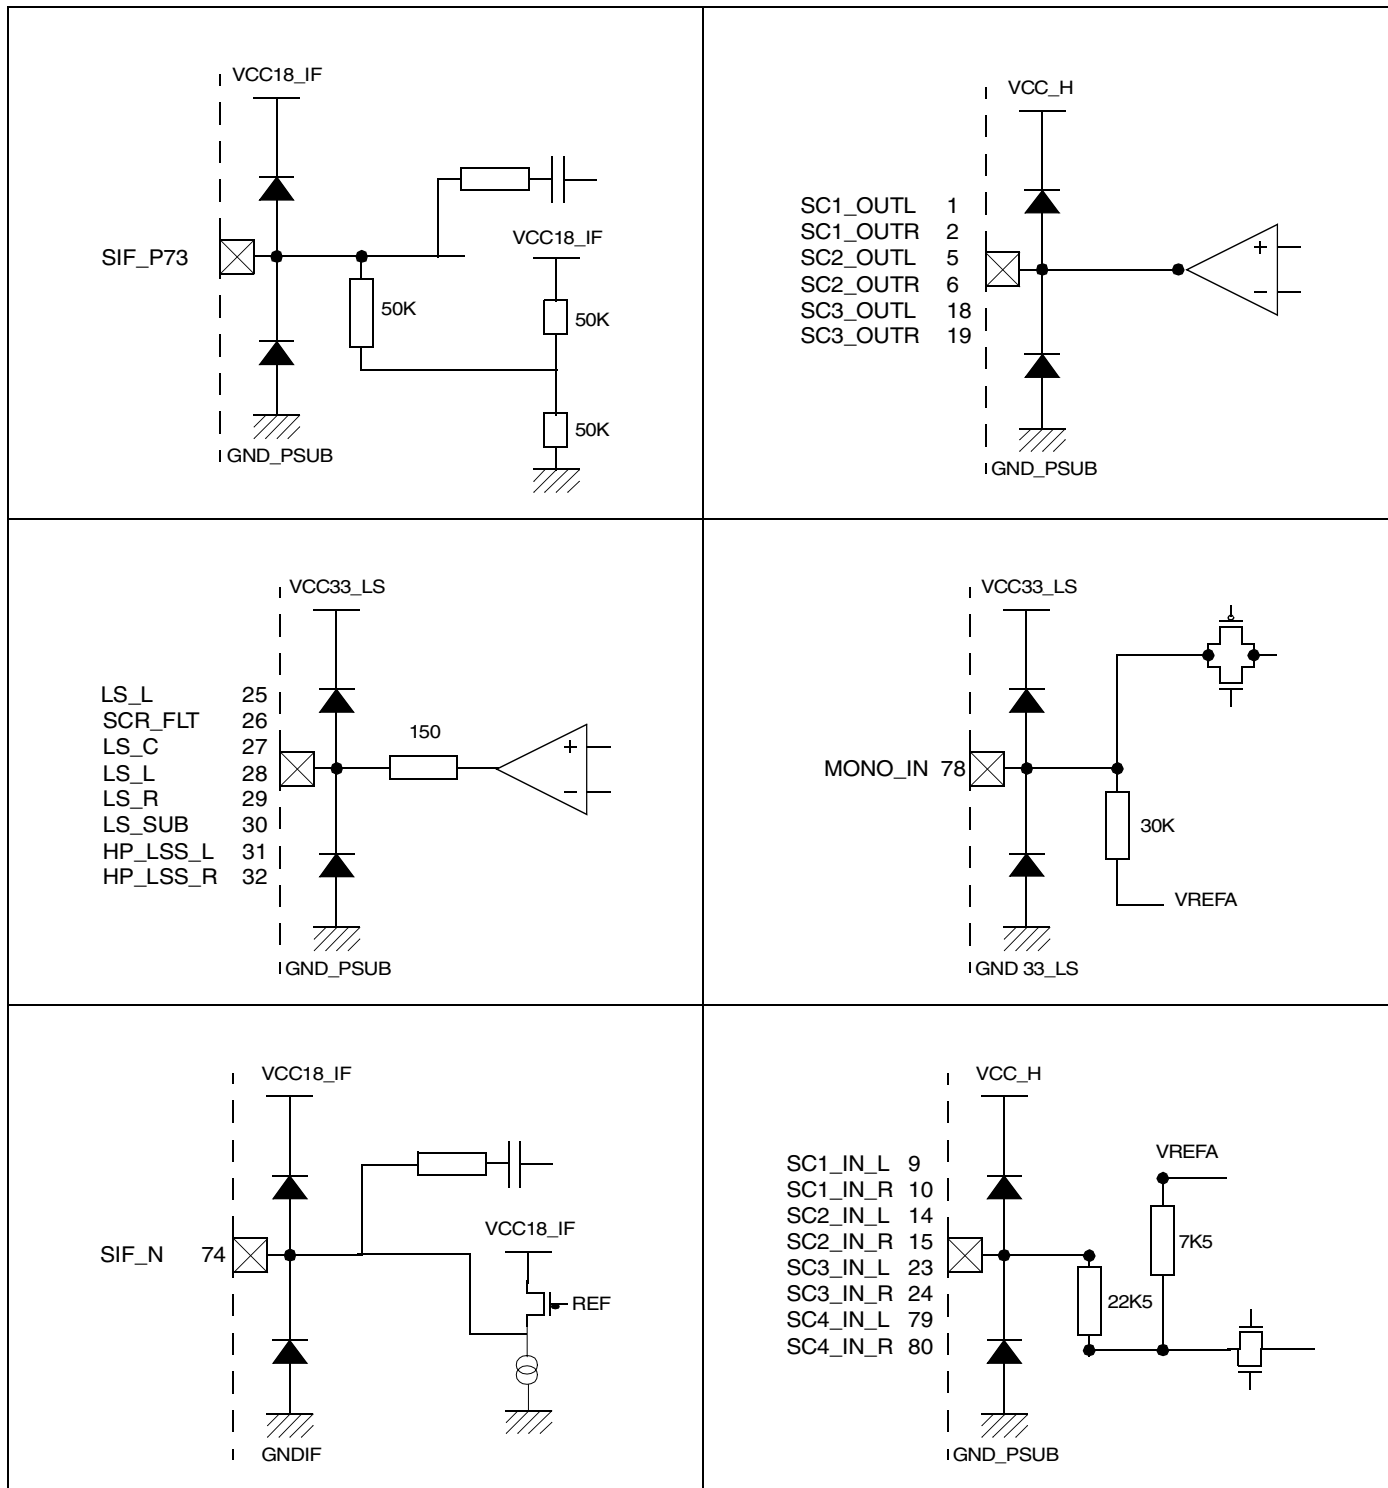 VCC18_IF
SIF_P73
VCC18_IF
50K
50K
50K
GND_PSUB
VCC_H
SC1_OUTL 1
SC1_OUTR 2
SC2_OUTL 5
SC2_OUTR 6
SC3_OUTL 18
SC3_OUTR 19
+
−
GND_PSUB
VCC33_LS
LS_L 25
SCR_FLT 26
LS_C 27
LS_L 28
LS_R 29
LS_SUB 30
HP_LSS_L 31
HP_LSS_R 32
150
+
−
GND_PSUB
VCC33_LS
MONO_IN 78
30K
VREFA
GND 33_LS
VCC18_IF
SIF_N 74
VCC18_IF
REF
GNDIF
VCC_H
SC1_IN_L 9
SC1_IN_R 10
SC2_IN_L 14
SC2_IN_R 15
SC3_IN_L 23
SC3_IN_R 24
SC4_IN_L 79
SC4_IN_R 80
VREFA
7K5
22K5
GND_PSUB